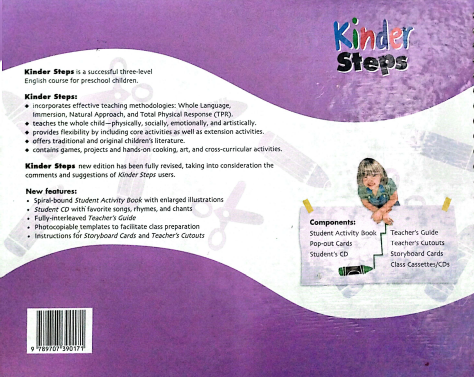 Kinder
Steps
Kinder Steps is a successful three-level
English course for preschool children.
Kinder Steps:
◆ incorporates effective teaching methodologies: Whole Language,
Immersion, Natural Approach, and Total Physical Response (TPR).
◆ teaches the whole child—physically, socially, emotionally, and artistically.
◆ provides flexibility by including core activities as well as extension activities.
◆ offers traditional and original children's literature.
◆ contains games, projects and hands-on cooking, art, and cross-curricular activities.
Kinder Steps new edition has been fully revised, taking into consideration the
comments and suggestions of Kinder Steps users.
New features:
• Spiral-bound Student Activity Book with enlarged illustrations
• Student CD with favorite songs, rhymes, and chants
• Fully-interleaved Teacher's Guide
• Photocopiable templates to facilitate class preparation
• Instructions for Storyboard Cards and Teacher's Cutouts
Components:
Student Activity Book
Pop-out Cards
Student's CD
Teacher's Guide
Teacher's Cutouts
Storyboard Cards
Class Cassettes/CDs
9 789707 390171